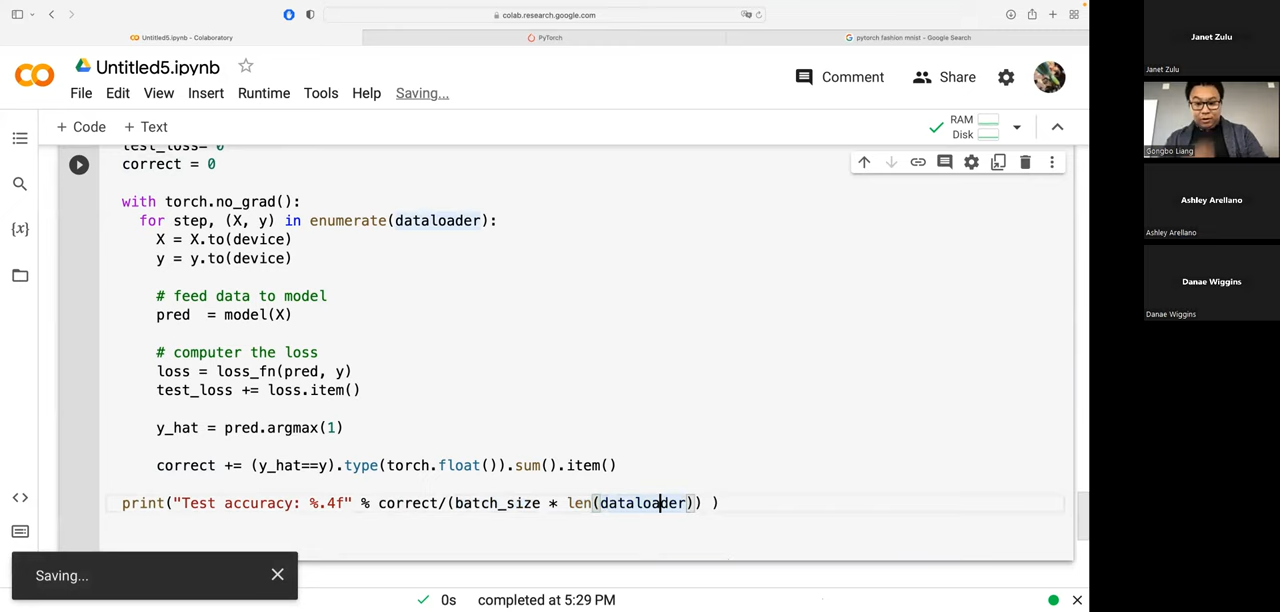 colab.research.google.com
Untitled5.ipynb - Colaboratory
PyTorch
pytorch fashion mnist - Google Search
Untitled5.ipynb
Comment
Share
File Edit View Insert Runtime Tools Help Saving...
+ Code + Text
RAM
Disk
test_loss= 0
correct = 0
with torch.no_grad():
for step, (X, y) in enumerate(dataloader):
X = X.to(device)
y = y.to(device)
# feed data to model
pred = model(X)
# computer the loss
loss = loss_fn(pred, y)
test_loss += loss.item()
y_hat = pred.argmax(1)
correct += (y_hat==y).type(torch.float()).sum().item()
print("Test accuracy: %.4f" % correct/(batch_size * len(dataloader)) )
Saving...
0s completed at 5:29 PM
Janet Zulu
Janet Zulu
Gongbo Liang
Ashley Arellano
Ashley Arellano
Danae Wiggins
Danae Wiggins